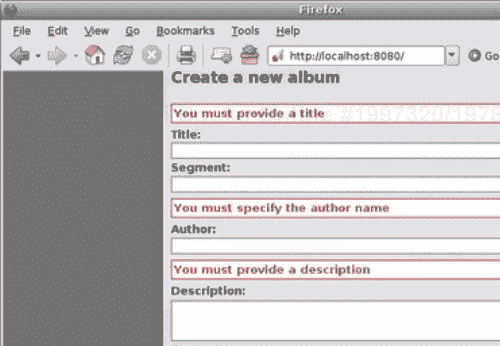 Firefox
File Edit View Go Bookmarks Tools Help
http://localhost:8080/ Go
Create a new album
You must provide a title
Title:
Segment:
You must specify the author name
Author:
You must provide a description
Description: